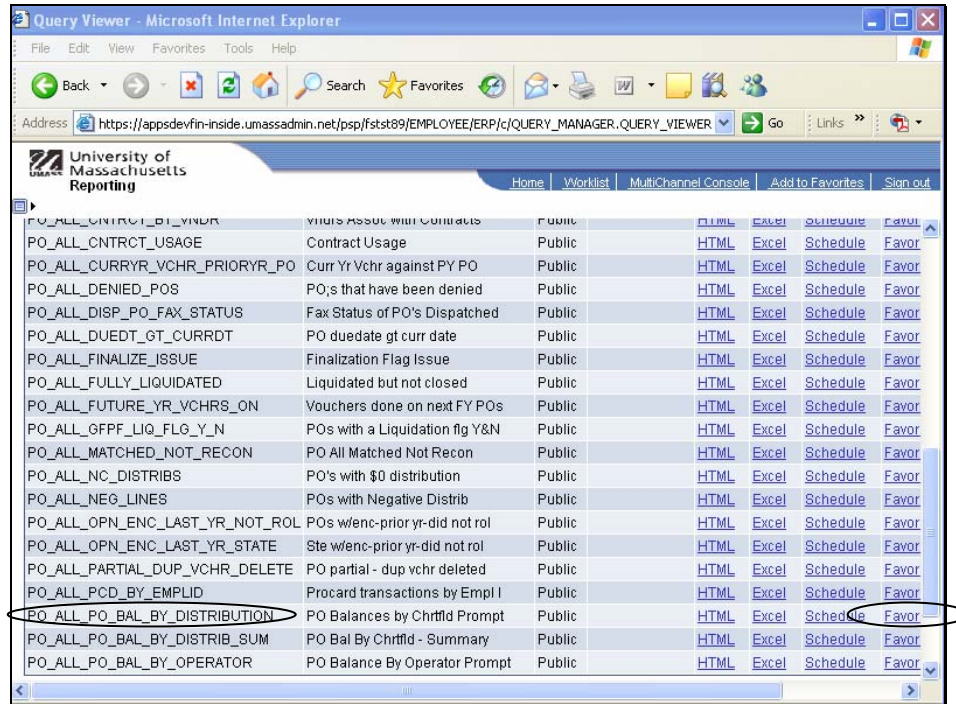 Query Viewer - Microsoft Internet Explorer
File Edit View Favorites Tools Help
Back Search Favorites
Address https://appsdevfin-inside.umassadmin.net/psp/fstst89/EMPLOYEE/ERP/c/QUERY_MANAGER.QUERY_VIEWER Go Links
University of
Massachusetts
UMASS
Reporting
Home Worklist MultiChannel Console Add to Favorites Sign out
PO_ALL_CNTRCT_BY_VNDR Vndrs Assoc with Contracts Public HTML Excel Schedule Favor
PO_ALL_CNTRCT_USAGE Contract Usage Public HTML Excel Schedule Favor
PO_ALL_CURRYR_VCHR_PRIORYR_PO Curr Yr Vchr against PY PO Public HTML Excel Schedule Favor
PO_ALL_DENIED_POS PO;s that have been denied Public HTML Excel Schedule Favor
PO_ALL_DISP_PO_FAX_STATUS Fax Status of PO's Dispatched Public HTML Excel Schedule Favor
PO_ALL_DUEDT_GT_CURRDT PO duedate gt curr date Public HTML Excel Schedule Favor
PO_ALL_FINALIZE_ISSUE Finalization Flag Issue Public HTML Excel Schedule Favor
PO_ALL_FULLY_LIQUIDATED Liquidated but not closed Public HTML Excel Schedule Favor
PO_ALL_FUTURE_YR_VCHRS_ON Vouchers done on next FY POs Public HTML Excel Schedule Favor
PO_ALL_GFPF_LIQ_FLG_Y_N POs with a Liquidation flg Y&N Public HTML Excel Schedule Favor
PO_ALL_MATCHED_NOT_RECON PO All Matched Not Recon Public HTML Excel Schedule Favor
PO_ALL_NC_DISTRIBS PO's with $0 distribution Public HTML Excel Schedule Favor
PO_ALL_NEG_LINES POs with Negative Distrib Public HTML Excel Schedule Favor
PO_ALL_OPN_ENC_LAST_YR_NOT_ROL POs w/enc-prior yr-did not rol Public HTML Excel Schedule Favor
PO_ALL_OPN_ENC_LAST_YR_STATE Ste w/enc-prior yr-did not rol Public HTML Excel Schedule Favor
PO_ALL_PARTIAL_DUP_VCHR_DELETE PO partial - dup vchr deleted Public HTML Excel Schedule Favor
PO_ALL_PCD_BY_EMPLID Procard transactions by Empl I Public HTML Excel Schedule Favor
PO_ALL_PO_BAL_BY_DISTRIBUTION PO Balances by Chrtfld Prompt Public HTML Excel Schedule Favor
PO_ALL_PO_BAL_BY_DISTRIB_SUM PO Bal By Chrtfld - Summary Public HTML Excel Schedule Favor
PO_ALL_PO_BAL_BY_OPERATOR PO Balance By Operator Prompt Public HTML Excel Schedule Favor